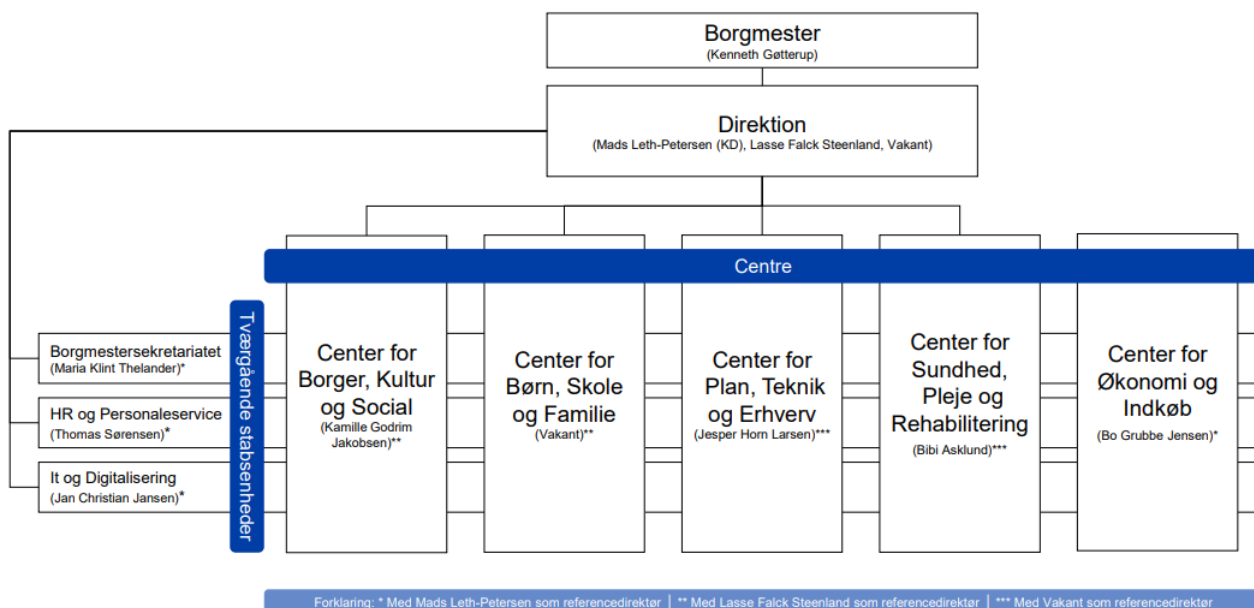 Borgmester
(Kenneth Gøtterup)
Direktion
(Mads Leth-Petersen (KD), Lasse Falck Steenland, Vakant)
Centre
Tværgående stabsenheder
Borgmestersekretariatet
(Maria Klint Thelander)*
HR og Personaleservice
(Thomas Sørensen)*
It og Digitalisering
(Jan Christian Jansen)*
Center for
Borger, Kultur
og Social
(Kamille Godrim
Jakobsen)**
Center for
Børn, Skole
og Familie
(Vakant)**
Center for
Plan, Teknik
og Erhverv
(Jesper Horn Larsen)***
Center for
Sundhed,
Pleje og
Rehabilitering
(Bibi Asklund)***
Center for
Økonomi og
Indkøb
(Bo Grubbe Jensen)*
Forklaring: * Med Mads Leth-Petersen som referencedirektør | ** Med Lasse Falck Steenland som referencedirektør | *** Med Vakant som referencedirektør